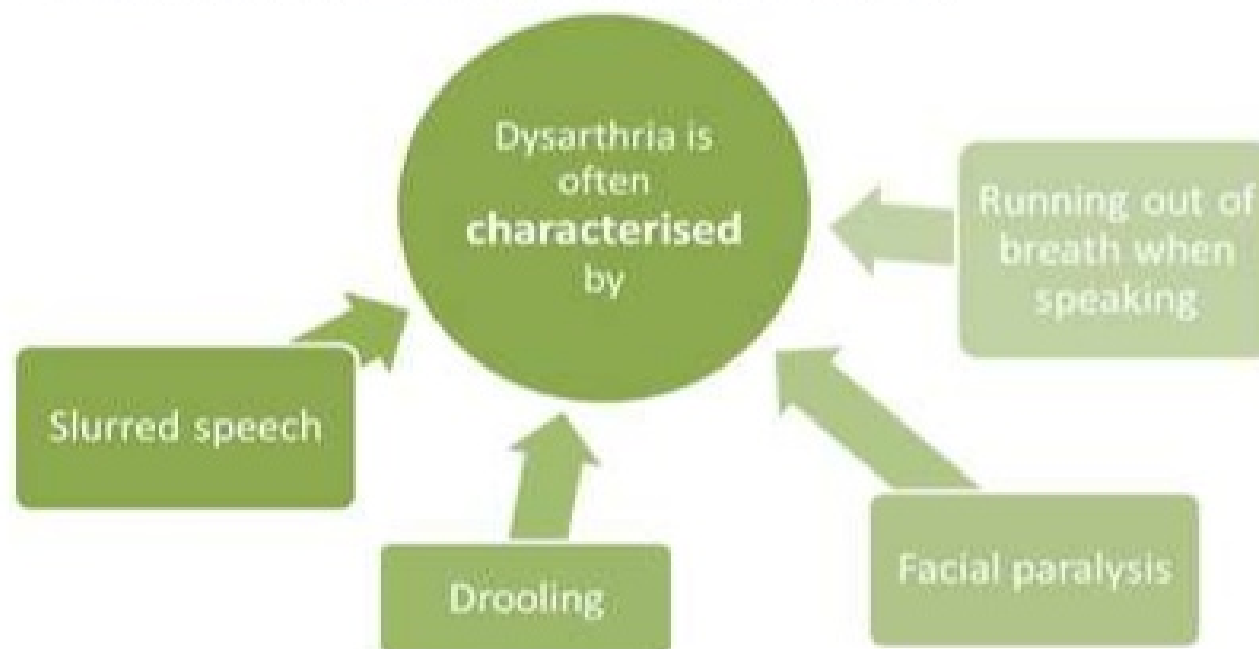 Dysarthria is
often
characterised
by
Running out of
breath when
speaking
Slurred speech
Drooling
Facial paralysis